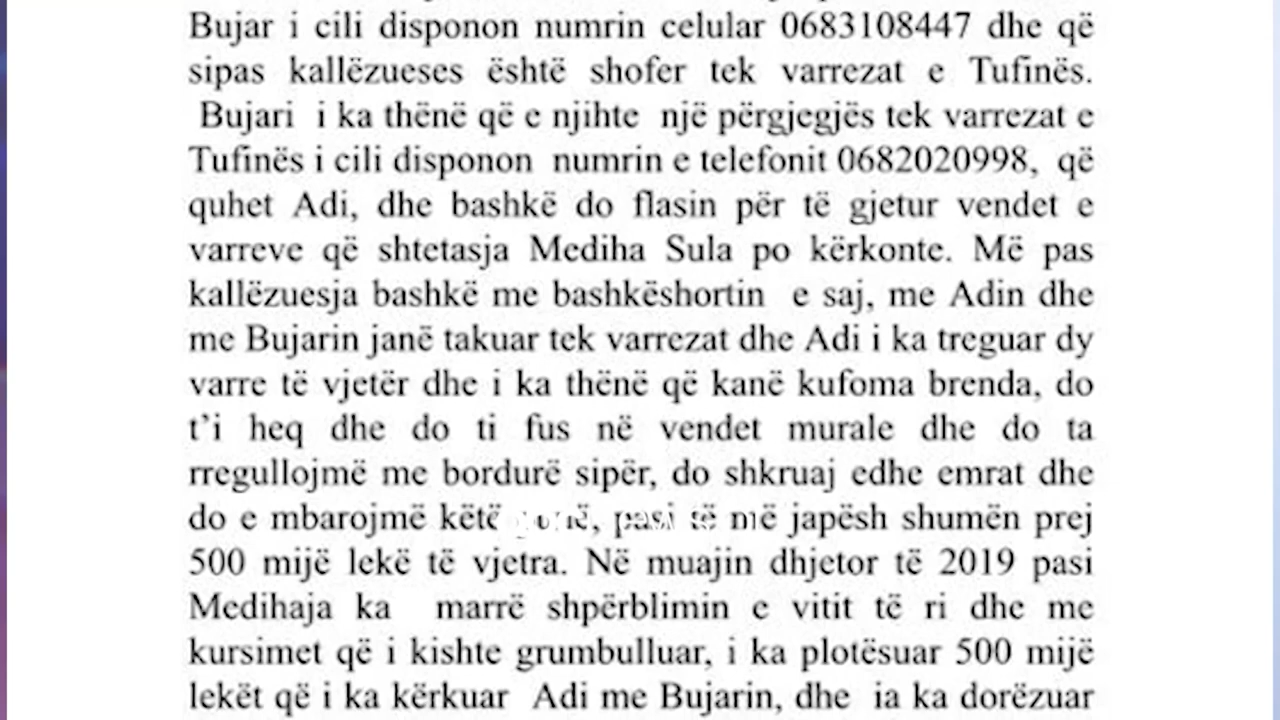 Bujar i cili disponon numrin celular 0683108447 dhe që
sipas kallëzueses është shofer tek varrezat e Tufinës.
Bujari i ka thënë që e njihte një përgjegjës tek varrezat e
Tufinës i cili disponon numrin e telefonit 0682020998, që
quhet Adi, dhe bashkë do flasin për të gjetur vendet e
varreve që shtetasja Mediha Sula po kërkonte. Më pas
kallëzuesja bashkë me bashkëshortin e saj, me Adin dhe
me Bujarin janë takuar tek varrezat dhe Adi i ka treguar dy
varre të vjetër dhe i ka thënë që kanë kufoma brenda, do
t'i heq dhe do ti fus në vendet murale dhe do ta
rregullojmë me bordurë sipër, do shkruaj edhe emrat dhe
do e mbarojmë këtë pasi të më japësh shumën prej
500 mijë lekë të vjetra. Në muajin dhjetor të 2019 pasi
Medihaja ka marrë shpërblimin e vitit të ri dhe me
kursimet që i kishte grumbulluar, i ka plotësuar 500 mijë
lekët që i ka kërkuar Adi me Bujarin, dhe ia ka dorëzuar